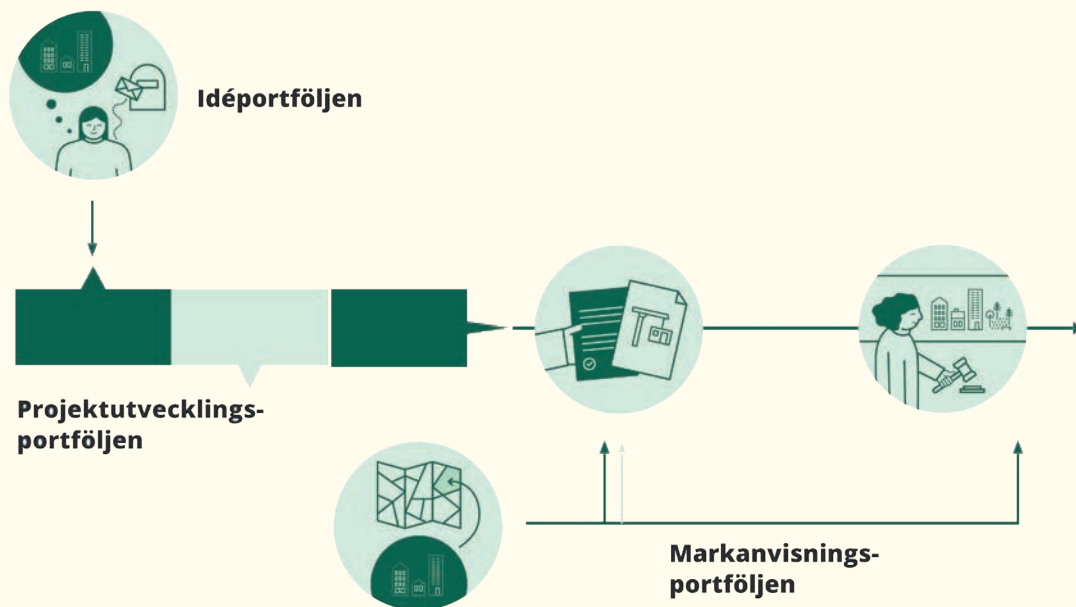 Idéportföljen
Projektutvecklings-
portföljen
Markanvisnings-
portföljen